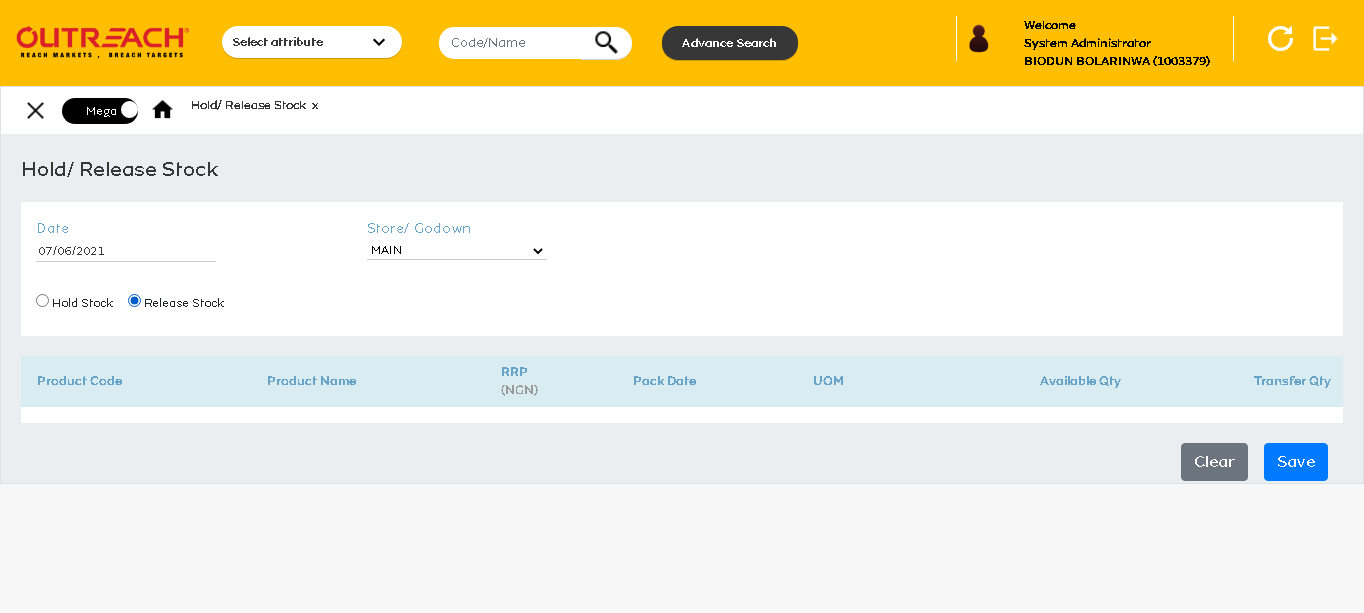 OUTREACH®
REACH MARKETS , BREACH TARGETS
Select attribute
Code/Name
Advance Search
Welcome
System Administrator
BIODUN BOLARINWA (1003379)
Mega
Hold/ Release Stock x
Hold/ Release Stock
Date
Store/ Godown
07/06/2021
MAIN
Hold Stock
Release Stock
Product Code
Product Name
RRP
(NGN)
Pack Date
UOM
Available Qty
Transfer Qty
Clear
Save